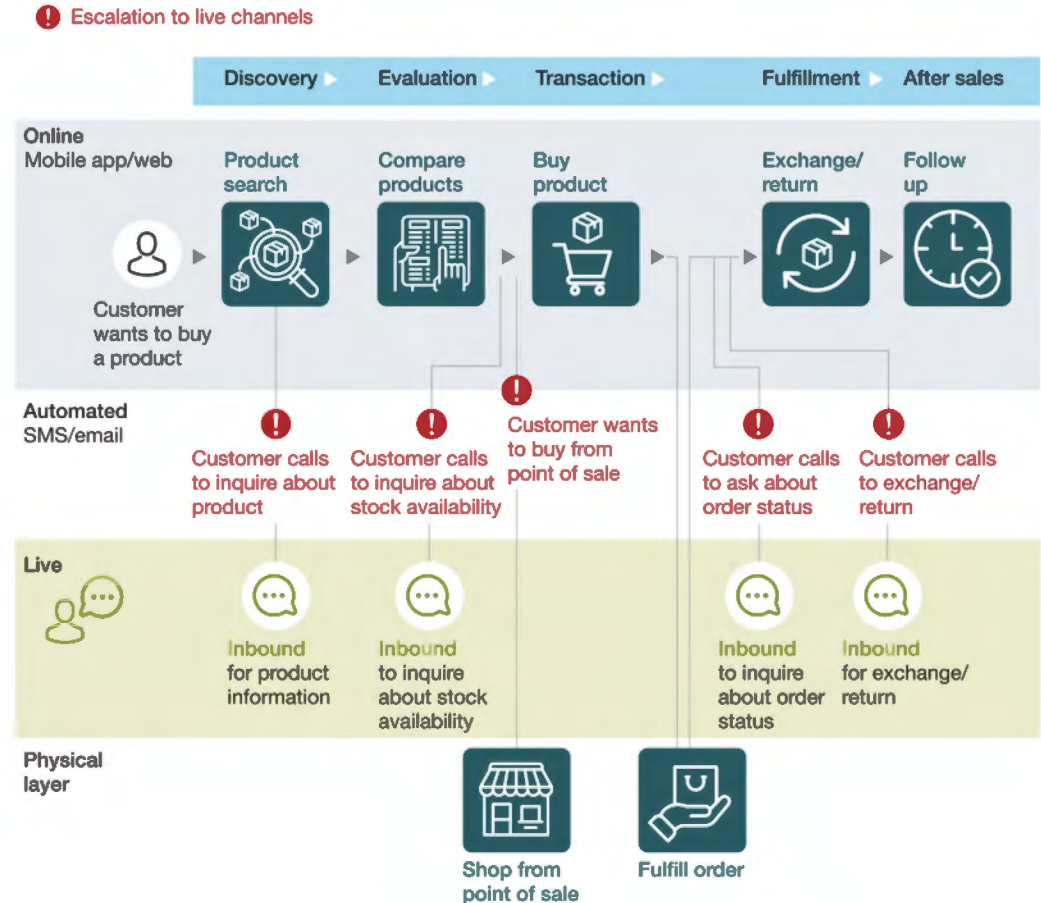 Escalation to live channels
Discovery
Evaluation
Transaction
Fulfillment
After sales
Online
Mobile app/web
Product
search
Compare
products
Buy
product
Exchange/
return
Follow
up
Customer
wants to buy
a product
Automated
SMS/email
Customer calls
to inquire about
product
Customer calls
to inquire about
stock availability
Customer wants
to buy from
point of sale
Customer calls
to ask about
order status
Customer calls
to exchange/
return
Live
Inbound
for product
information
Inbound
to inquire
about stock
availability
Inbound
to inquire
about order
status
Inbound
for exchange/
return
Physical
layer
Shop from
point of sale
Fulfill order